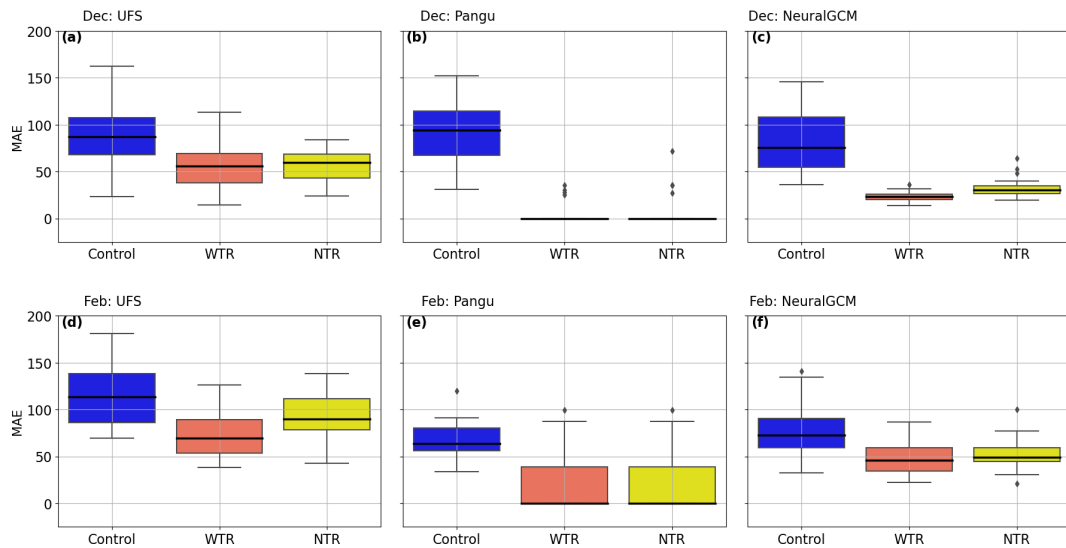 Dec: UFS
Dec: Pangu
Dec: NeuralGCM
200
(a)
(b)
(c)
150
100
50
0
MAE
Control WTR NTR
Control WTR NTR
Control WTR NTR
Feb: UFS
Feb: Pangu
Feb: NeuralGCM
200
(d)
(e)
(f)
150
100
50
0
MAE
Control WTR NTR
Control WTR NTR
Control WTR NTR